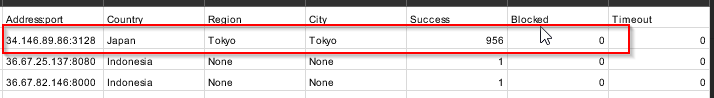 Address:port Country Region City Success Blocked Timeout
34.146.89.86:3128 Japan Tokyo Tokyo 956 0 0
36.67.25.137:8080 Indonesia None None 1 0 0
36.67.82.146:8000 Indonesia None None 1 0 0